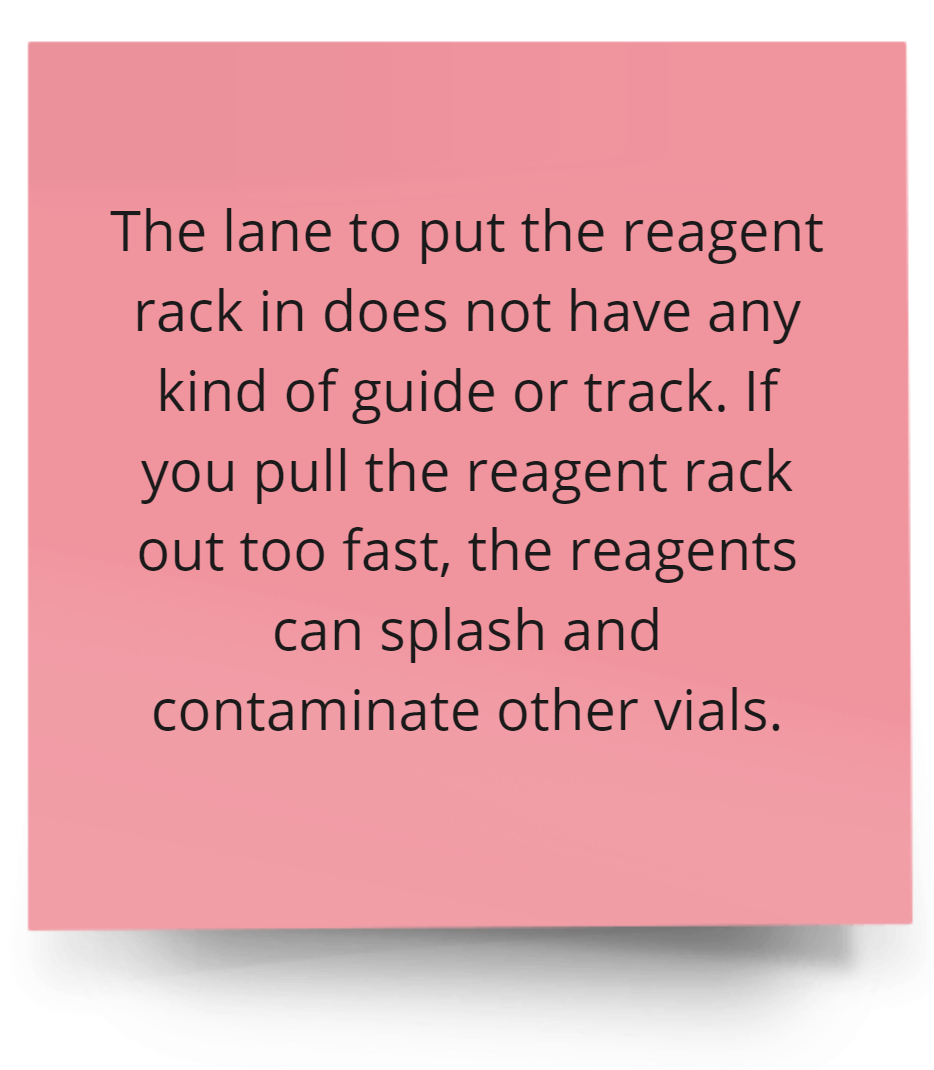 The lane to put the reagent
rack in does not have any
kind of guide or track. If
you pull the reagent rack
out too fast, the reagents
can splash and
contaminate other vials.